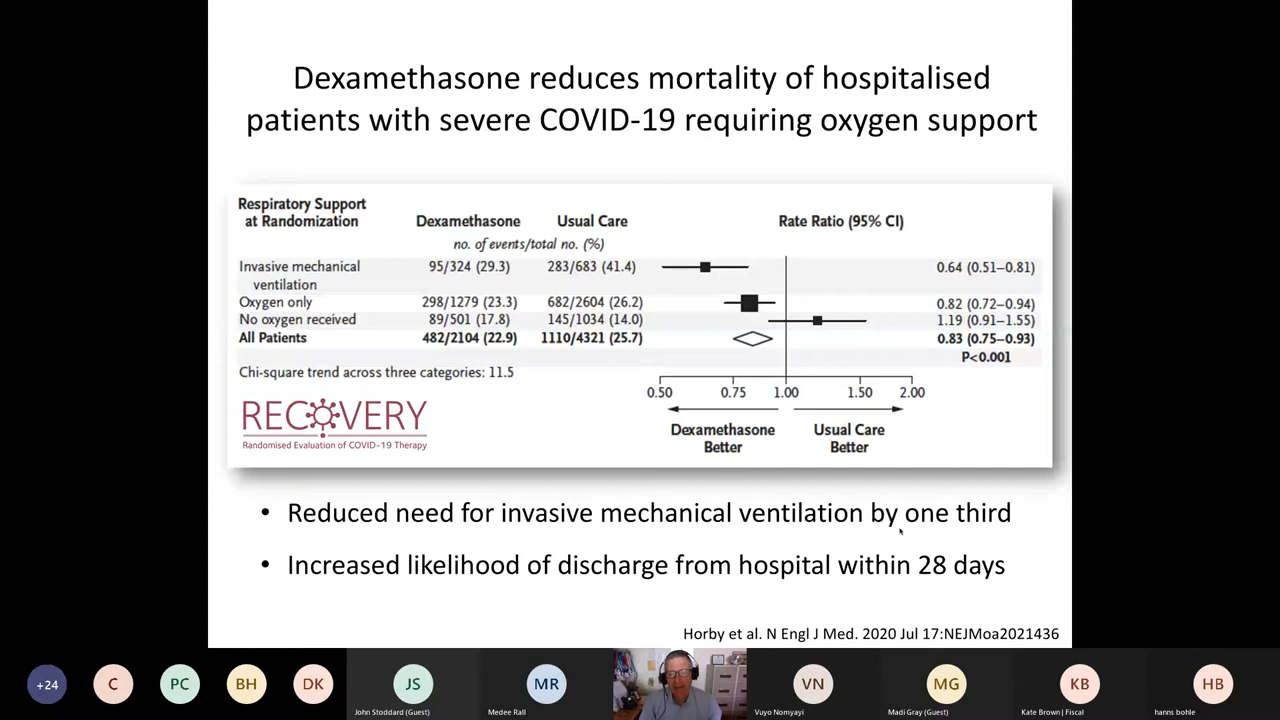 Dexamethasone reduces mortality of hospitalised
patients with severe COVID-19 requiring oxygen support
Respiratory Support
at Randomization
Dexamethasone
Usual Care
Rate Ratio (95% CI)
no. of events/total no. (%)
Invasive mechanical
ventilation
95/324 (29.3)
283/683 (41.4)
0.64 (0.51–0.81)
Oxygen only
298/1279 (23.3)
682/2604 (26.2)
0.82 (0.72–0.94)
No oxygen received
89/501 (17.8)
145/1034 (14.0)
1.19 (0.91–1.55)
All Patients
482/2104 (22.9)
1110/4321 (25.7)
0.83 (0.75–0.93)
P<0.001
Chi-square trend across three categories: 11.5
0.50
0.75
1.00
1.50
2.00
Dexamethasone
Better
Usual Care
Better
RECOVERY
Randomised Evaluation of COVID-19 Therapy
• Reduced need for invasive mechanical ventilation by one third
• Increased likelihood of discharge from hospital within 28 days
Horby et al. N Engl J Med. 2020 Jul 17:NEJMoa2021436
+24
C
PC
BH
DK
JS
John Stoddard (Guest)
MR
Medee Rall
VN
Vuyo Nomyayi
MG
Madi Gray (Guest)
KB
Kate Brown | Fiscal
HB
hanns bohle